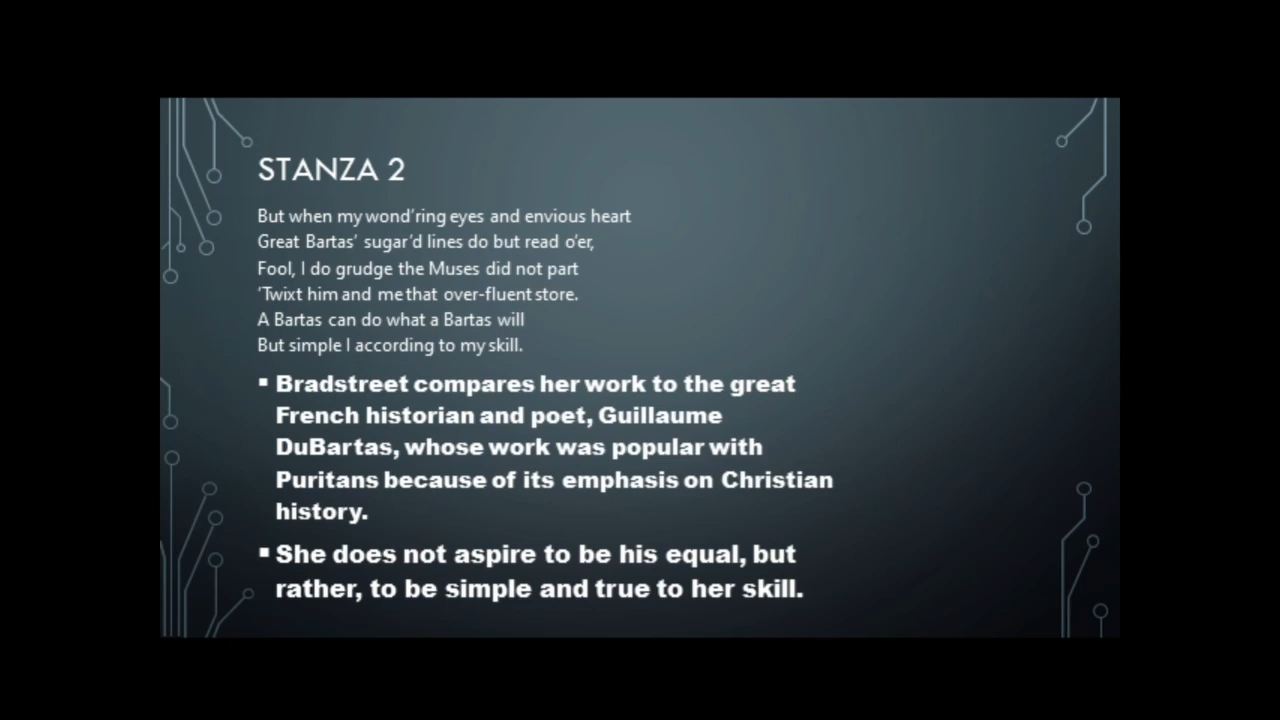 STANZA 2
But when my wond'ring eyes and envious heart
Great Bartas' sugar'd lines do but read o'er,
Fool, I do grudge the Muses did not part
'Twixt him and me that over-fluent store.
A Bartas can do what a Bartas will
But simple I according to my skill.
▪ Bradstreet compares her work to the great
French historian and poet, Guillaume
DuBartas, whose work was popular with
Puritans because of its emphasis on Christian
history.
▪ She does not aspire to be his equal, but
rather, to be simple and true to her skill.